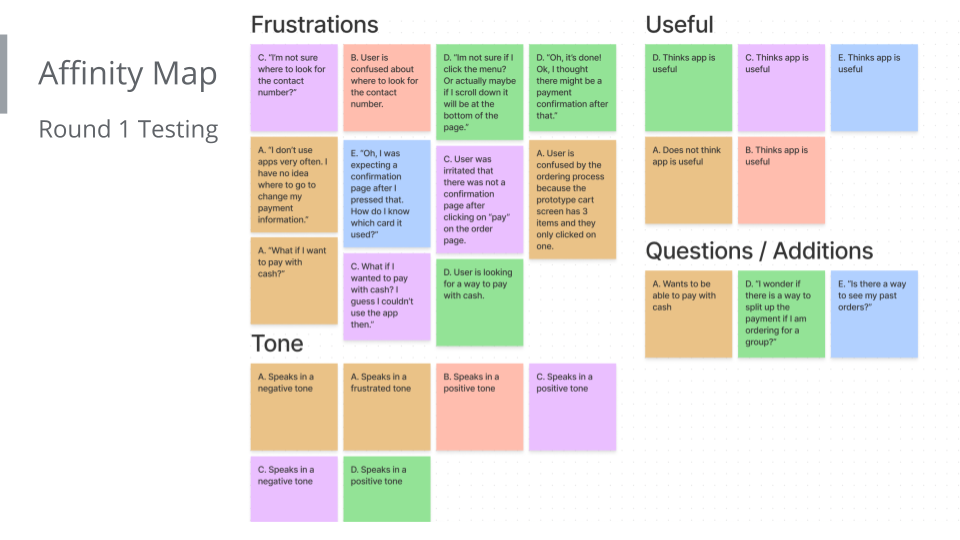 Affinity Map
Round 1 Testing
Frustrations
C. "I'm not sure
where to look for
the contact
number?"
B. User is
confused about
where to look for
the contact
number.
D. "Im not sure if I
click the menu?
Or actually maybe
if I scroll down it
will be at the
bottom of the
page."
D. "Oh, it's done!
Ok, I thought
there might be a
payment
confirmation after
that."
A. "I don't use
apps very often. I
have no idea
where to go to
change my
payment
information."
E. "Oh, I was
expecting a
confirmation
page after I
pressed that.
How do I know
which card it
used?"
C. User was
irritated that
there was not a
confirmation
page after
clicking on "pay"
on the order
page.
A. User is
confused by the
ordering process
because the
prototype cart
screen has 3
items and they
only clicked on
one.
A. "What if I want
to pay with
cash?"
C. What if I
wanted to pay
with cash? I
guess I couldn't
use the app
then."
D. User is looking
for a way to pay
with cash.
Tone
A. Speaks in a
negative tone
A. Speaks in a
frustrated tone
B. Speaks in a
positive tone
C. Speaks in a
positive tone
C. Speaks in a
negative tone
D. Speaks in a
positive tone
Useful
D. Thinks app is
useful
C. Thinks app is
useful
E. Thinks app is
useful
A. Does not think
app is useful
B. Thinks app is
useful
Questions / Additions
A. Wants to be
able to pay with
cash
D. "I wonder if
there is a way to
split up the
payment if I am
ordering for a
group?"
E. "Is there a way
to see my past
orders?"